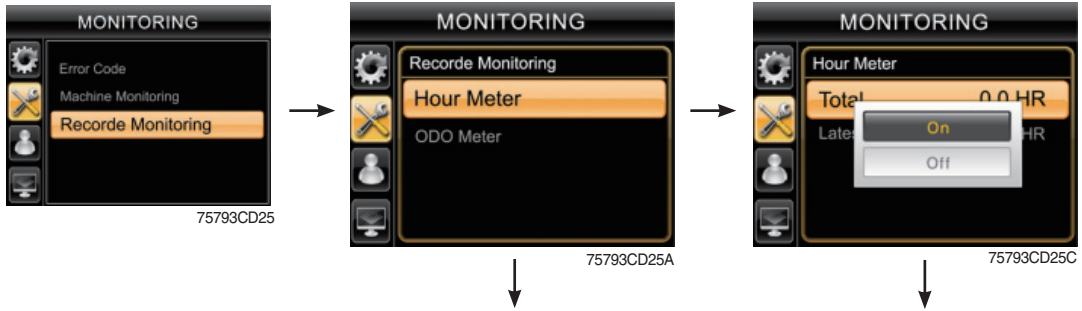 MONITORING
Error Code
Machine Monitoring
Recorde Monitoring
75793CD25
MONITORING
Recorde Monitoring
Hour Meter
ODO Meter
75793CD25A
MONITORING
Hour Meter
Total 0.0 HR
On
HR
Off
75793CD25C